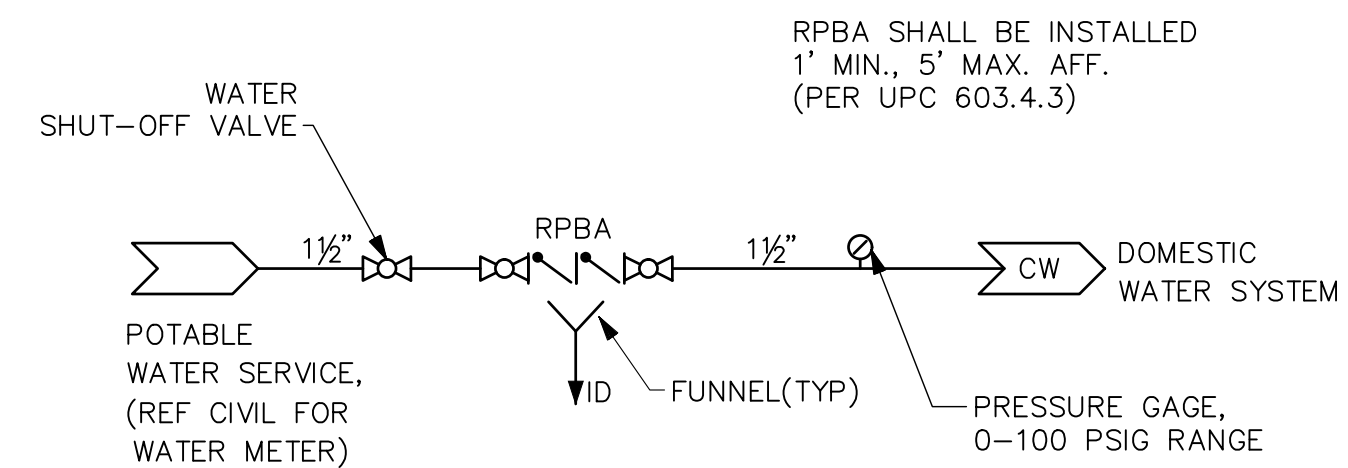 RPBA SHALL BE INSTALLED
1' MIN., 5' MAX. AFF.
(PER UPC 603.4.3)
WATER
SHUT-OFF VALVE
1½"
RPBA
1½"
CW
DOMESTIC
WATER SYSTEM
POTABLE
WATER SERVICE,
(REF CIVIL FOR
WATER METER)
ID
FUNNEL(TYP)
PRESSURE GAGE,
0-100 PSIG RANGE